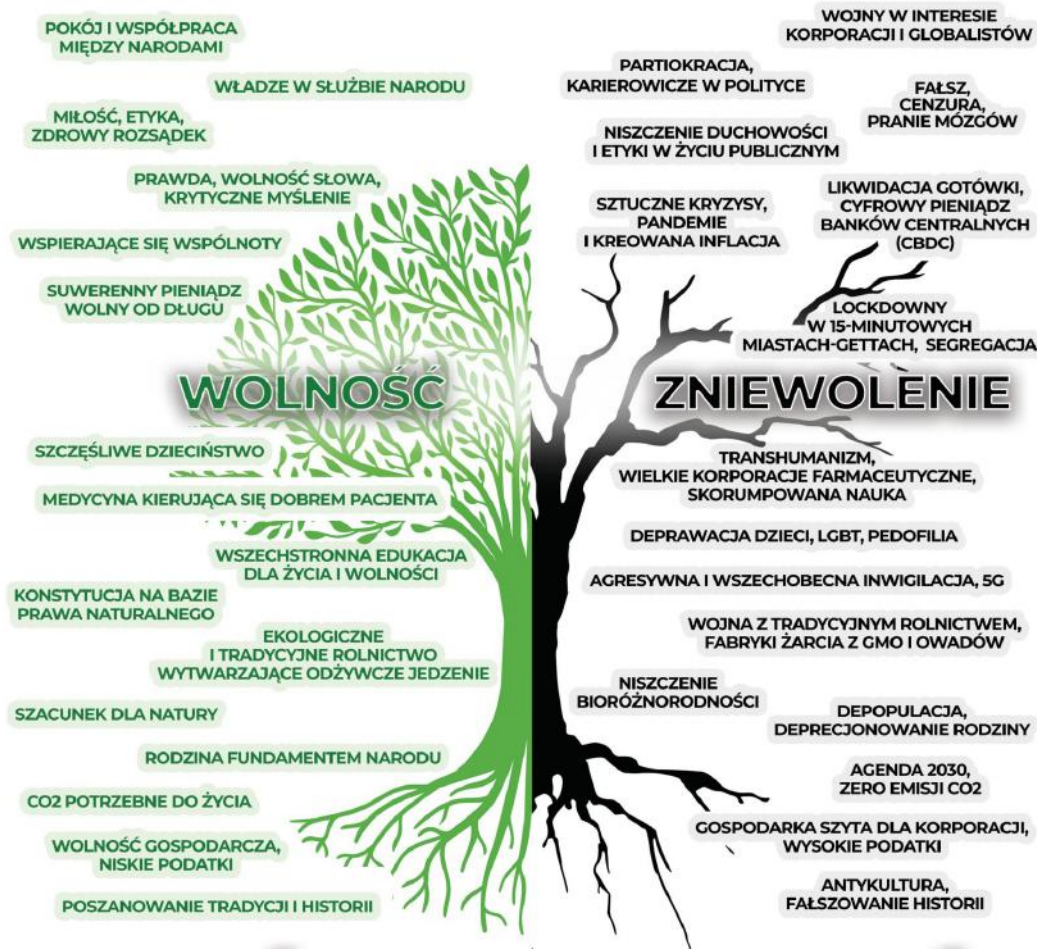 POKÓJ I WSPÓŁPRACA
MIĘDZY NARODAMI
WŁADZE W SŁUŻBIE NARODU
MIŁOŚĆ, ETYKA,
ZDROWY ROZSĄDEK
PRAWDA, WOLNOŚĆ SŁOWA,
KRYTYCZNE MYŚLENIE
WSPIERAJĄCE SIĘ WSPÓLNOTY
SUWERENNY PIENIĄDZ
WOLNY OD DŁUGU
WOLNOŚĆ
SZCZĘŚLIWE DZIECIŃSTWO
MEDYCYNA KIERUJĄCA SIĘ DOBREM PACJENTA
WSZECHSTRONNA EDUKACJA
DLA ŻYCIA I WOLNOŚCI
KONSTYTUCJA NA BAZIE
PRAWA NATURALNEGO
EKOLOGICZNE
I TRADYCYJNE ROLNICTWO
WYTWARZAJĄCE ODŻYWCZE JEDZENIE
SZACUNEK DLA NATURY
RODZINA FUNDAMENTEM NARODU
CO2 POTRZEBNE DO ŻYCIA
WOLNOŚĆ GOSPODARCZA,
NISKIE PODATKI
POSZANOWANIE TRADYCJI I HISTORII
WOJNY W INTERESIE
KORPORACJI I GLOBALISTÓW
PARTIOKRACJA,
KARIEROWICZE W POLITYCE
FAŁSZ,
CENZURA,
PRANIE MÓZGÓW
NISZCZENIE DUCHOWOŚCI
I ETYKI W ŻYCIU PUBLICZNYM
SZTUCZNE KRYZYSY,
PANDEMIE
I KREOWANA INFLACJA
LIKWIDACJA GOTÓWKI,
CYFROWY PIENIĄDZ
BANKÓW CENTRALNYCH
(CBDC)
LOCKDOWNY
W 15-MINUTOWYCH
MIASTACH-GETTACH, SEGREGACJA
ZNIEWOLENIE
TRANSHUMANIZM,
WIELKIE KORPORACJE FARMACEUTYCZNE,
SKORUMPOWANA NAUKA
DEPRAWACJA DZIECI, LGBT, PEDOFILIA
AGRESYWNA I WSZECHOBECNA INWIGILACJA, 5G
WOJNA Z TRADYCYJNYM ROLNICTWEM,
FABRYKI ŻARCIA Z GMO I OWADÓW
NISZCZENIE
BIORÓŻNORODNOŚCI
DEPOPULACJA,
DEPRECJONOWANIE RODZINY
AGENDA 2030,
ZERO EMISJI CO2
GOSPODARKA SZYTA DLA KORPORACJI,
WYSOKIE PODATKI
ANTYKULTURA,
FAŁSZOWANIE HISTORII